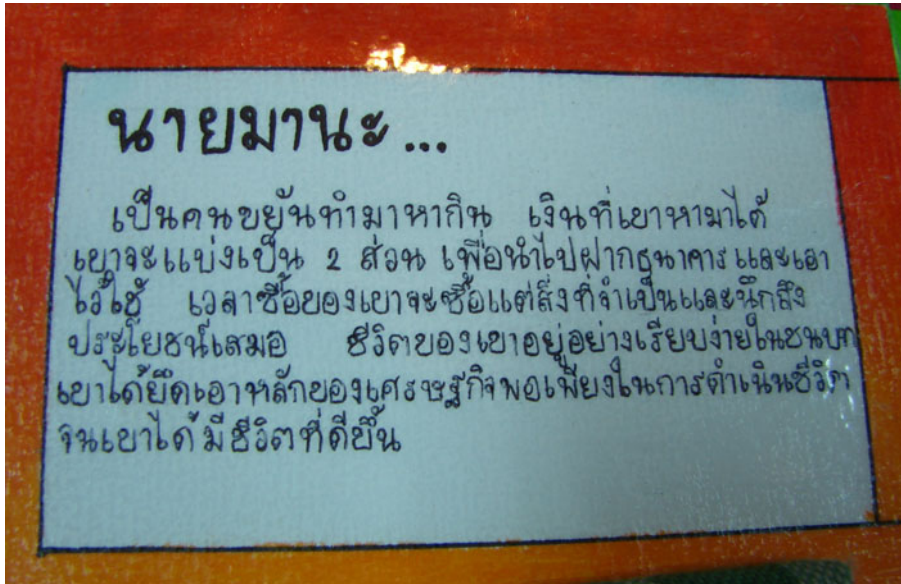 นายมานะ...
เป็นคนขยันทำมาหากิน เงินที่เขาหามาได้
เขาจะแบ่งเป็น 2 ส่วน เพื่อนำไปฝากธนาคารและเอา
ไว้ใช้ เวลาซื้อของเขาจะซื้อแต่สิ่งที่จำเป็นและนึกถึง
ประโยชน์เสมอ ชีวิตของเขาอยู่อย่างเรียบง่ายในชนบท
เขาได้ยึดเอาหลักของเศรษฐกิจพอเพียงในการดำเนินชีวิต
จนเขาได้มีชีวิตที่ดีขึ้น